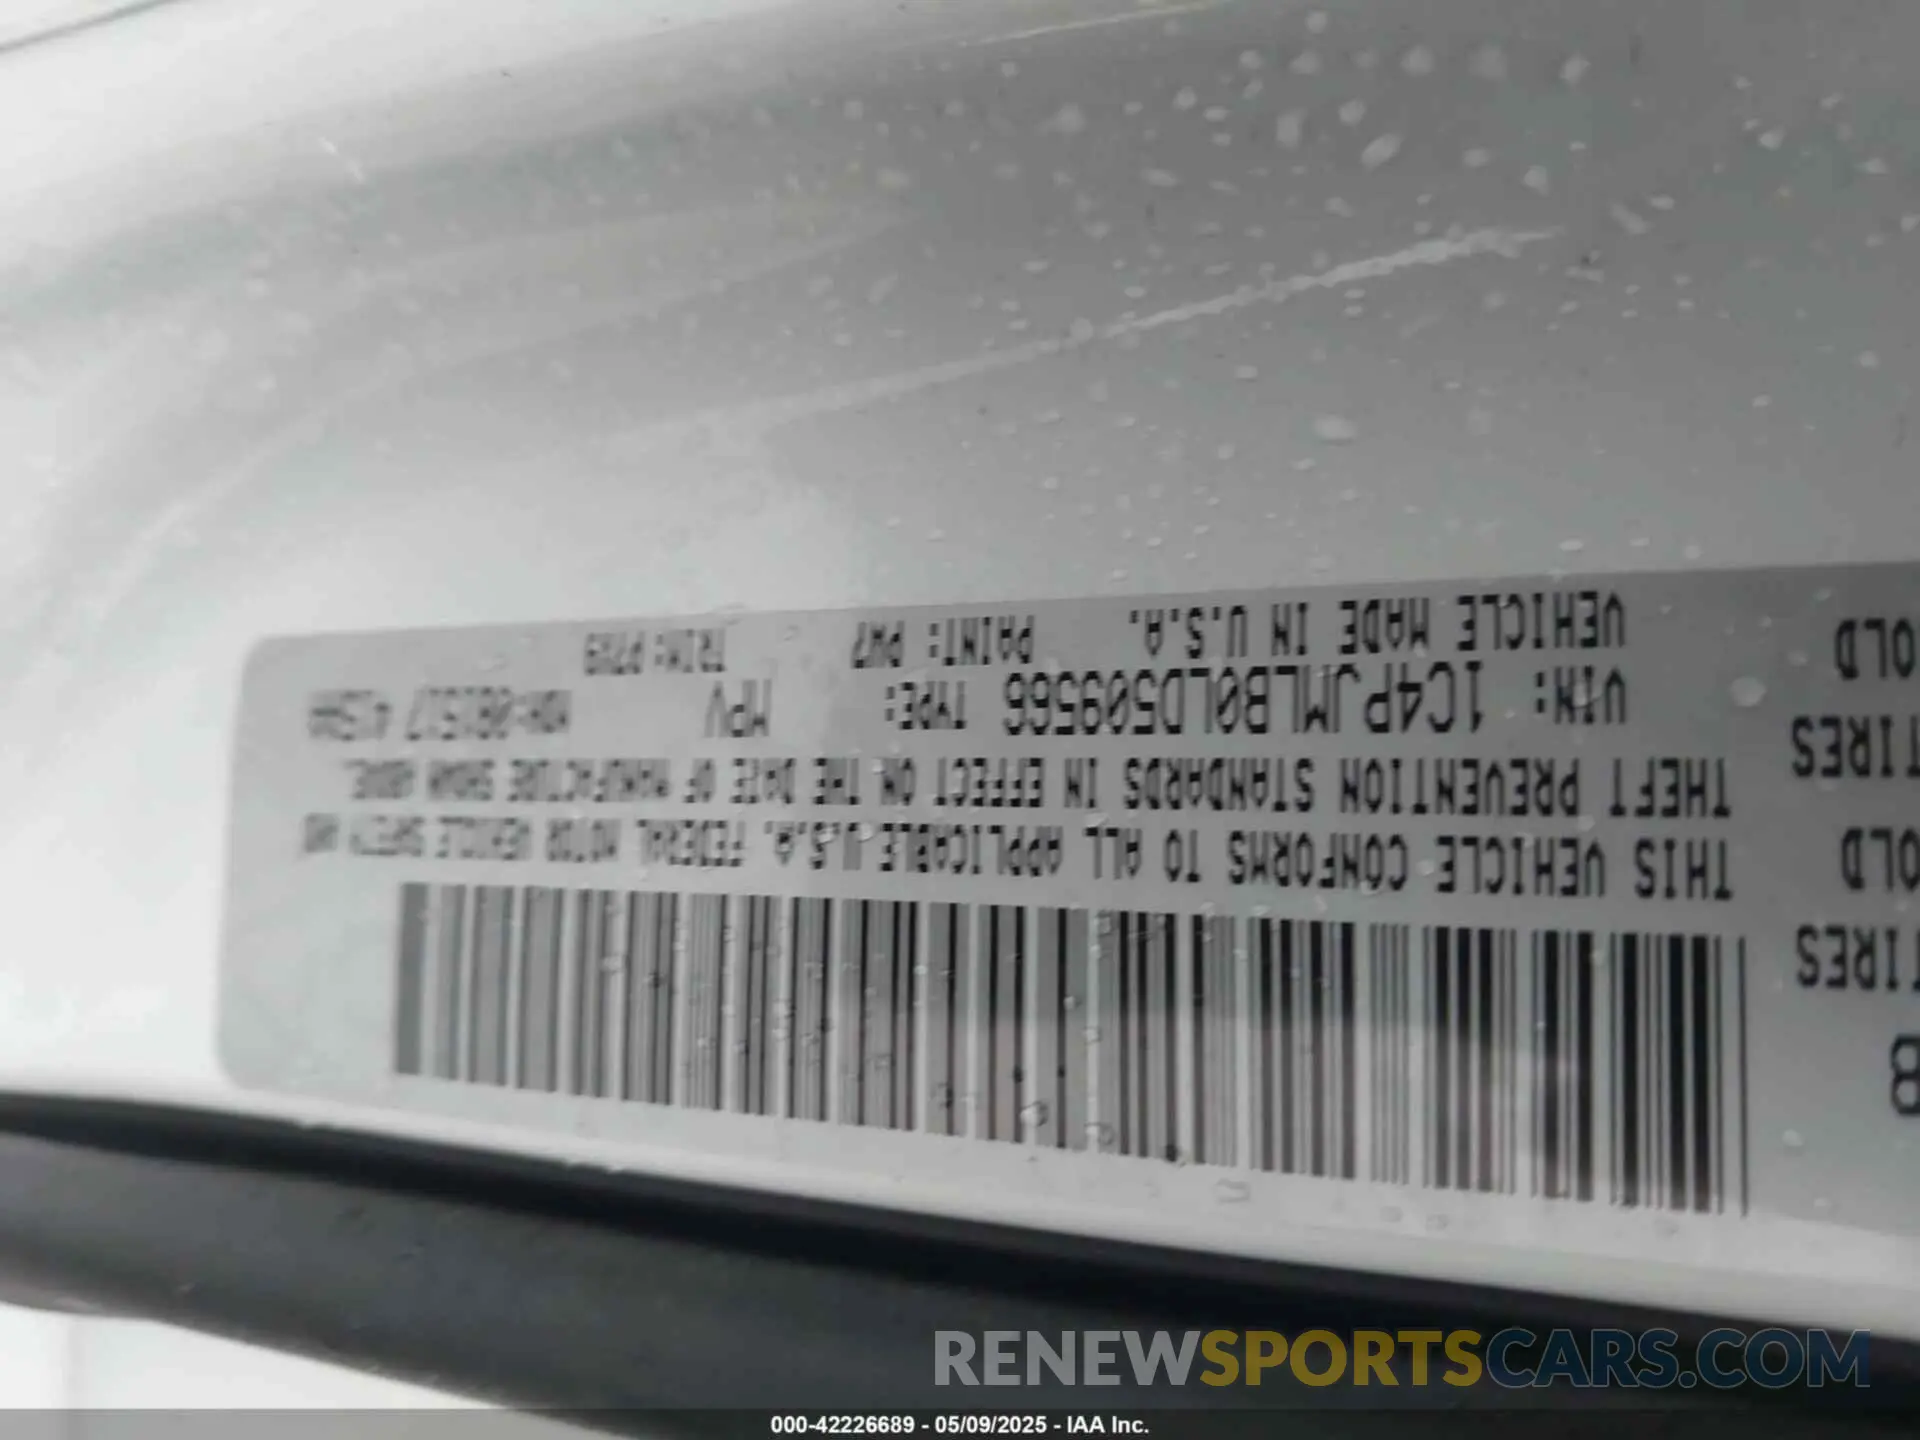 B
TIRES
OLD
TIRES
OLD
THIS VEHICLE CONFORMS TO ALL APPLICABLE U.S.A. FEDERAL MOTOR VEHICLE SAFETY AND
THEFT PREVENTION STANDARDS IN EFFECT ON THE DATE OF MANUFACTURE SHOWN ABOVE.
VIN: 1C4PJMLB0LD509566 TYPE: MPV
VEHICLE MADE IN U.S.A. PAINT: PW7 TRIM:
RENEWSPORTSCARS.COM
000-42226689 - 05/09/2025 - IAA Inc.